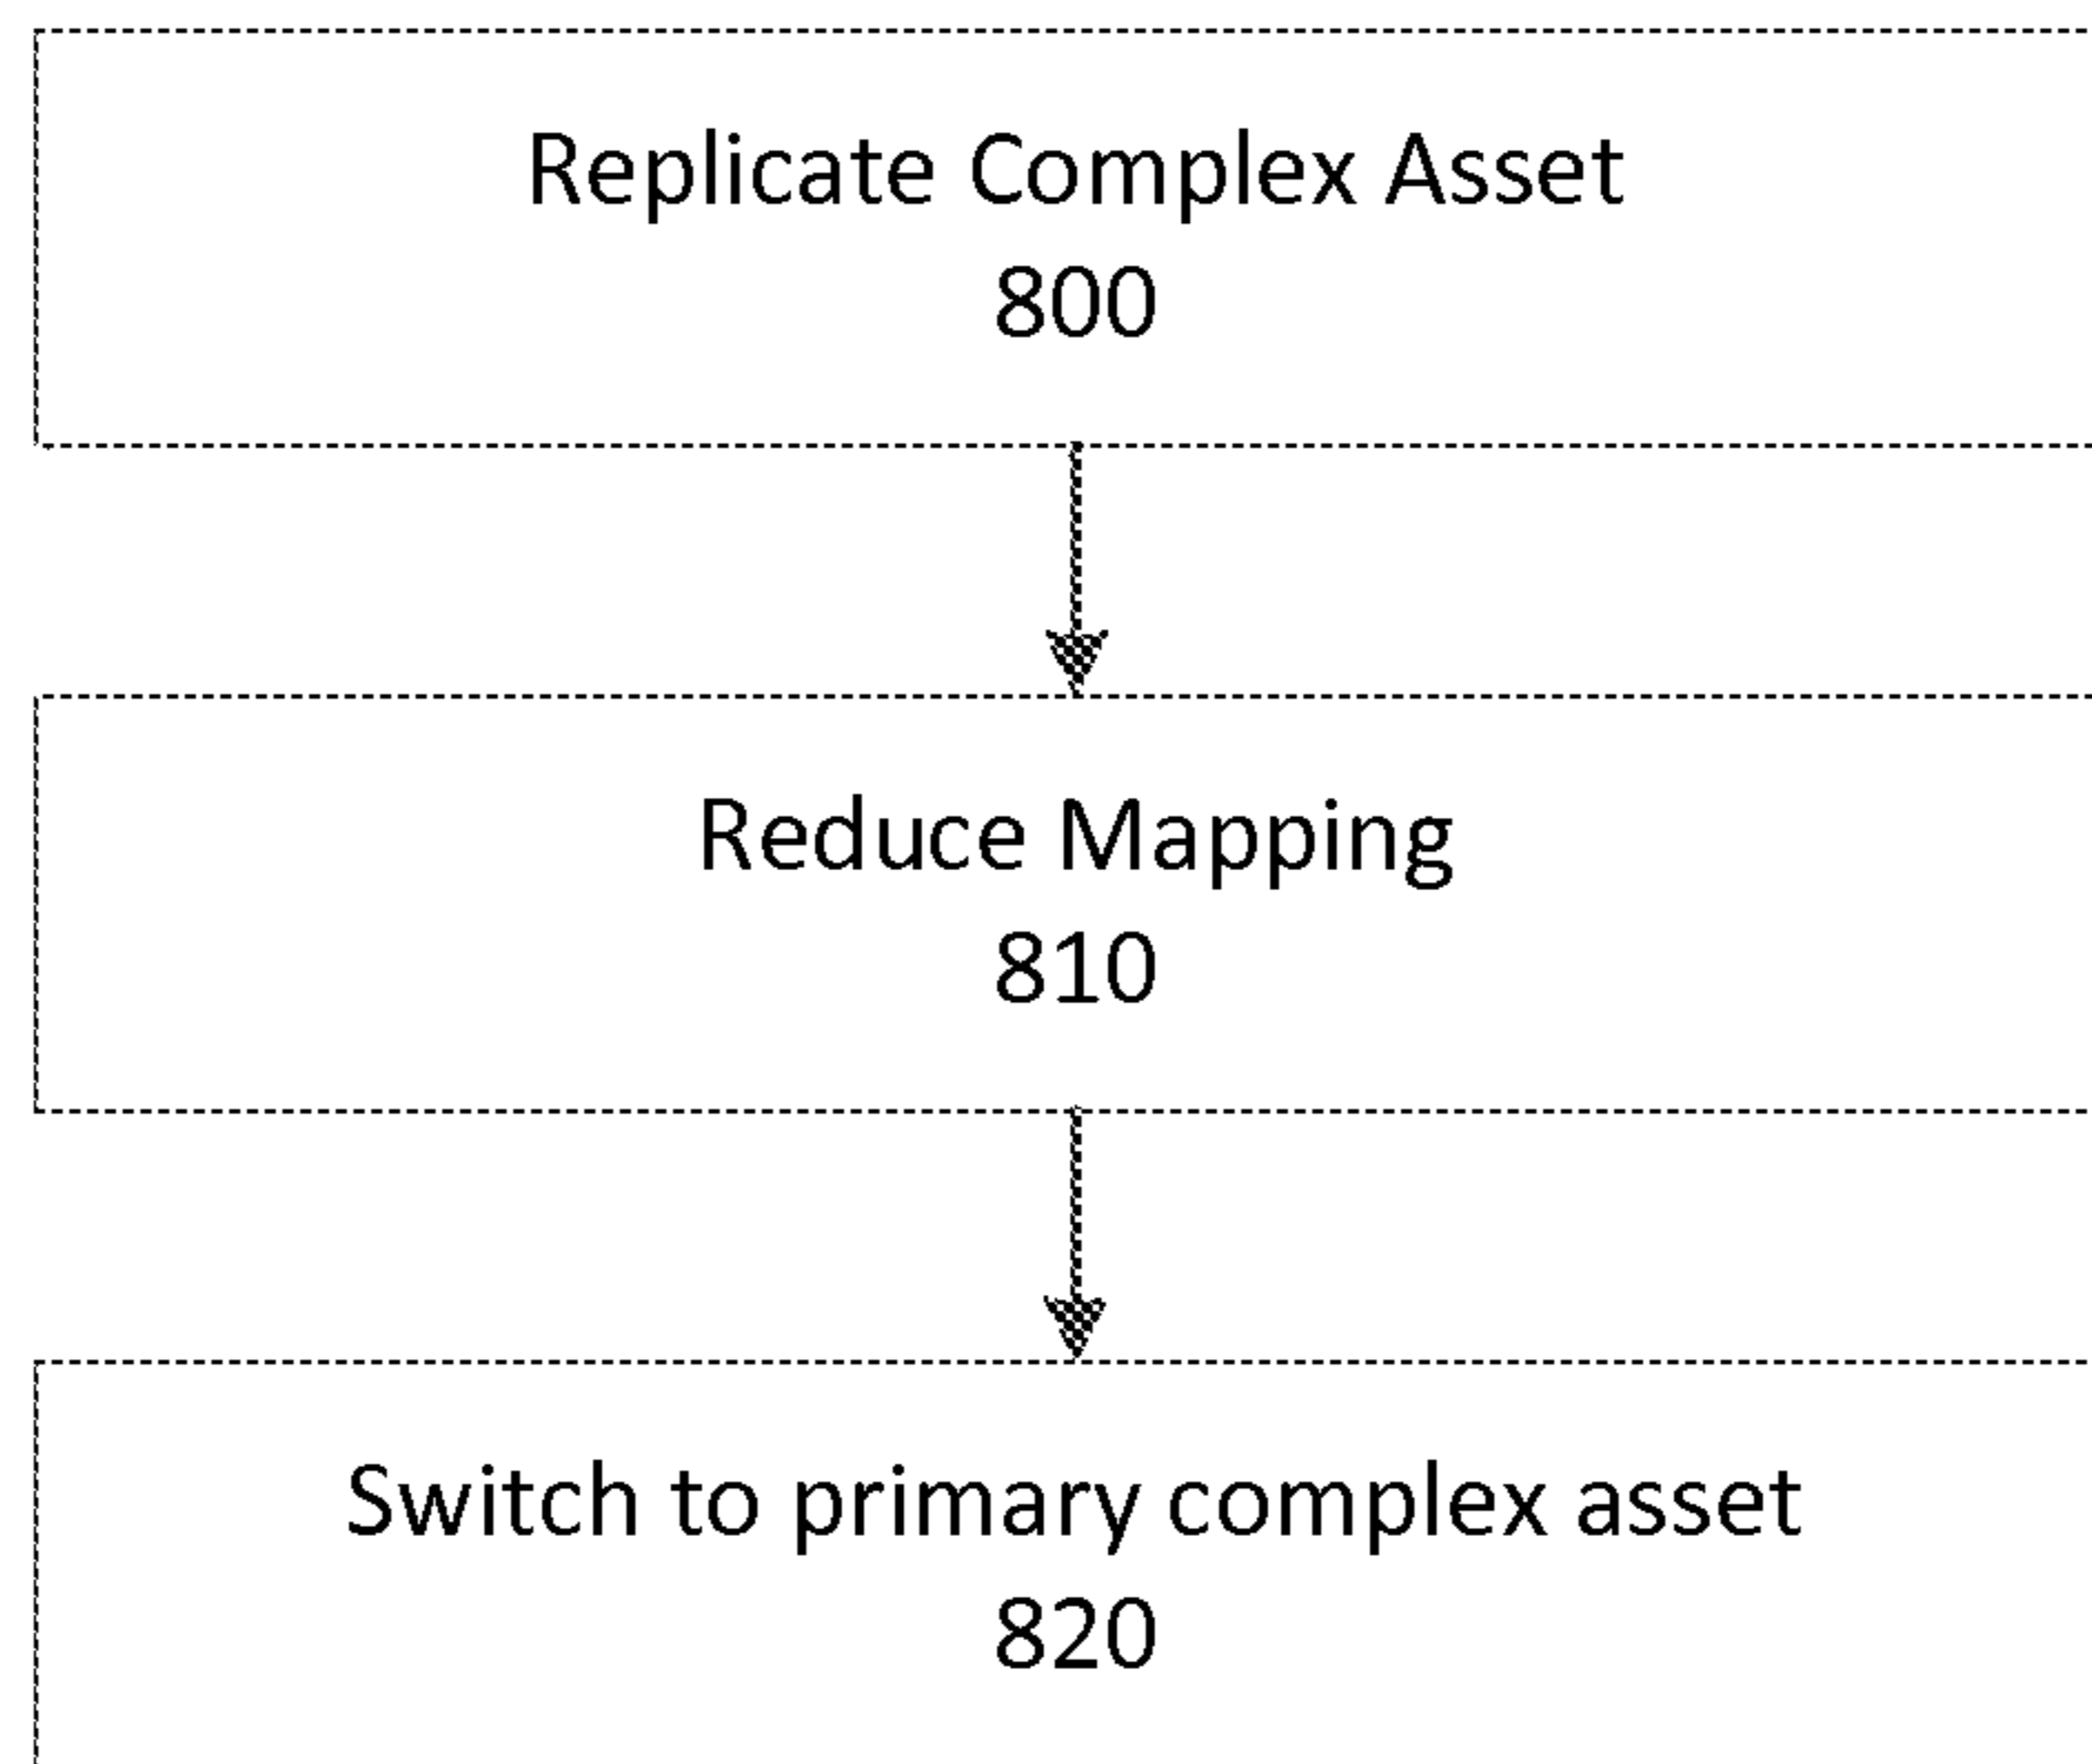 Replicate Complex Asset
800
Reduce Mapping
810
Switch to primary complex asset
820